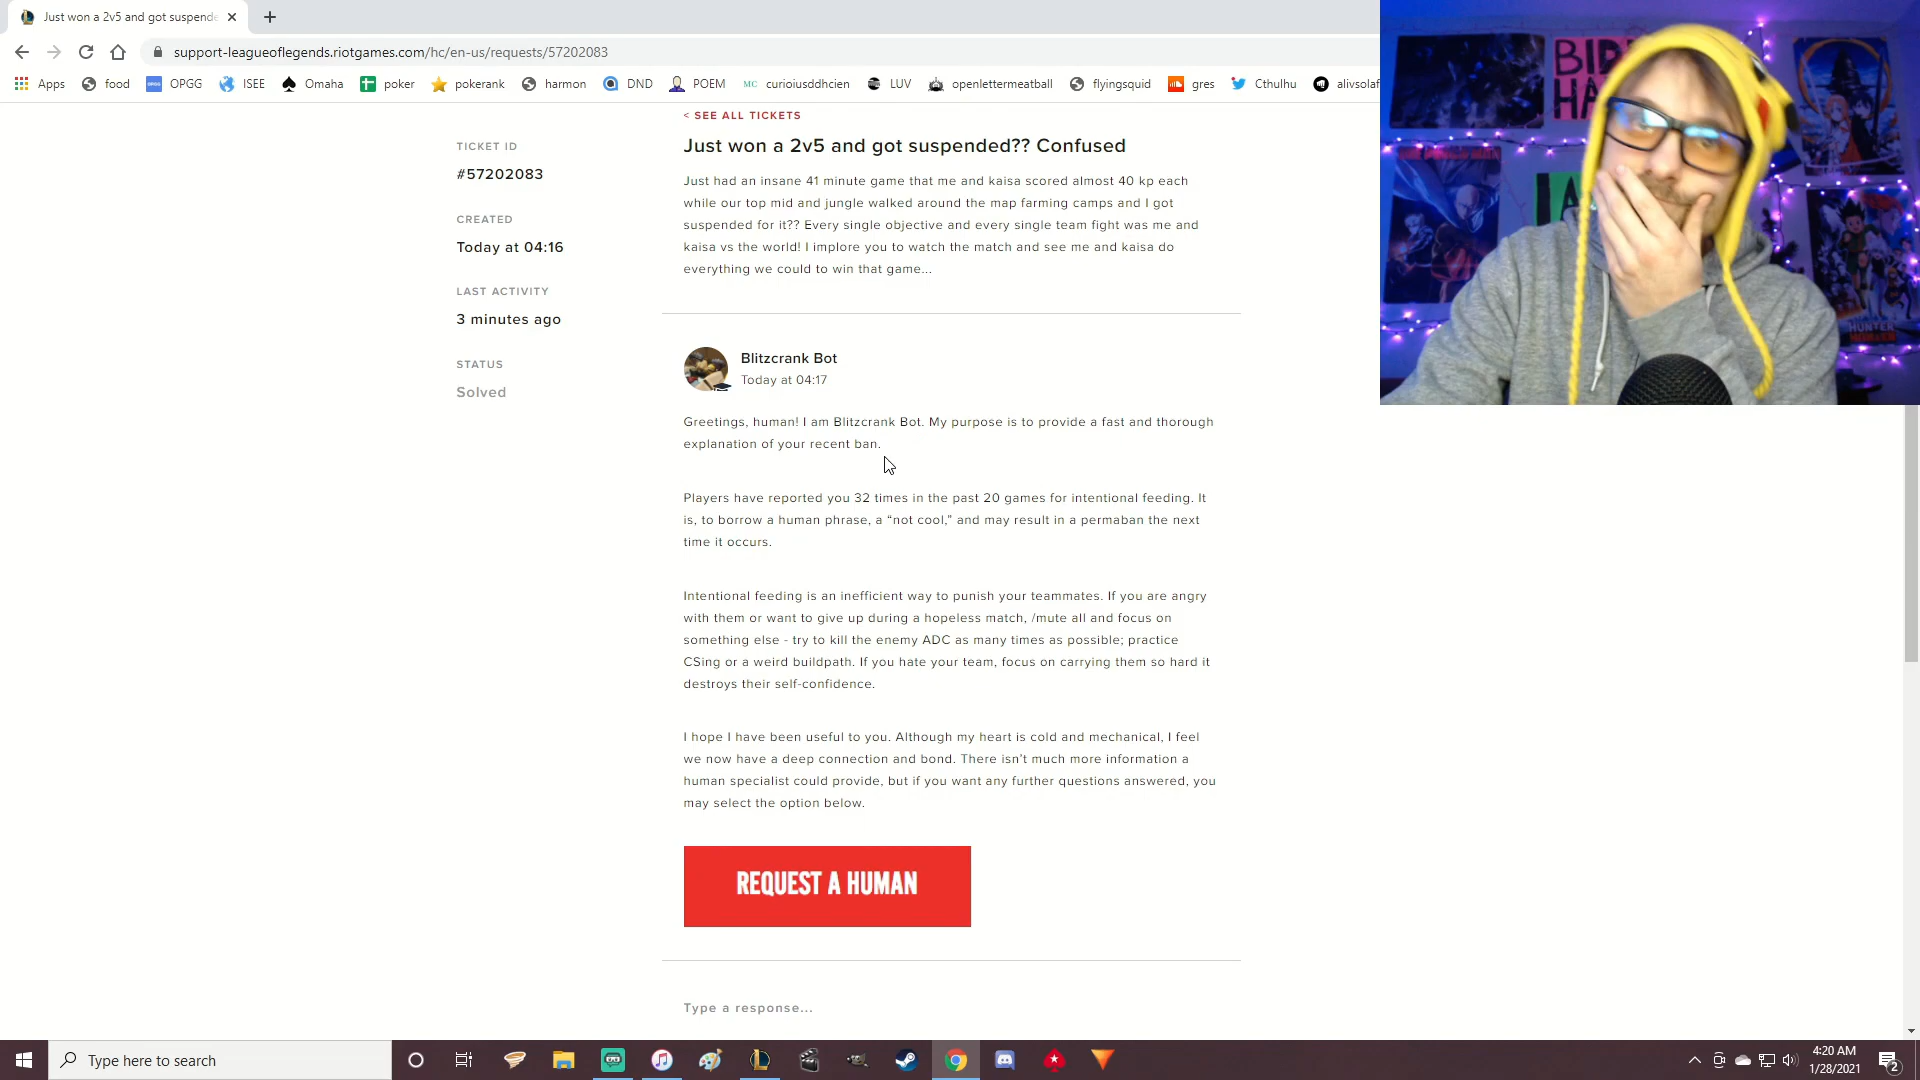 Just won a 2v5 and got suspende
support-leagueoflegends.riotgames.com/hc/en-us/requests/57202083
Apps food OPGG ISEE Omaha poker pokerank harmon DND POEM MC curioiusddhcien LUV openlettermeatball flyingsquid gres Cthulhu alivsolaf
< SEE ALL TICKETS
TICKET ID
#57202083
CREATED
Today at 04:16
LAST ACTIVITY
3 minutes ago
STATUS
Solved
Just won a 2v5 and got suspended?? Confused
Just had an insane 41 minute game that me and kaisa scored almost 40 kp each
while our top mid and jungle walked around the map farming camps and I got
suspended for it?? Every single objective and every single team fight was me and
kaisa vs the world! I implore you to watch the match and see me and kaisa do
everything we could to win that game...
Blitzcrank Bot
Today at 04:17
Greetings, human! I am Blitzcrank Bot. My purpose is to provide a fast and thorough
explanation of your recent ban.
Players have reported you 32 times in the past 20 games for intentional feeding. It
is, to borrow a human phrase, a “not cool,” and may result in a permaban the next
time it occurs.
Intentional feeding is an inefficient way to punish your teammates. If you are angry
with them or want to give up during a hopeless match, /mute all and focus on
something else - try to kill the enemy ADC as many times as possible; practice
CSing or a weird buildpath. If you hate your team, focus on carrying them so hard it
destroys their self-confidence.
I hope I have been useful to you. Although my heart is cold and mechanical, I feel
we now have a deep connection and bond. There isn’t much more information a
human specialist could provide, but if you want any further questions answered, you
may select the option below.
REQUEST A HUMAN
Type a response...
HUNTER
HUNTER
Type here to search
4:20 AM
1/28/2021
2